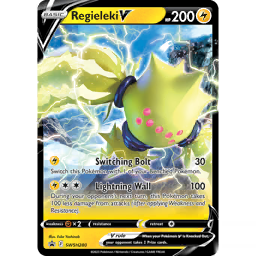 BASIC
Regieleki V
HP 200
Switching Bolt 30
Switch this Pokémon with 1 of your Benched Pokémon.
Lightning Wall 100
During your opponent's next turn, this Pokémon takes
100 less damage from attacks (after applying Weakness and
Resistance).
Weakness ×2 Resistance Retreat
V rule When your Pokémon V is Knocked Out,
your opponent takes 2 Prize cards.
SWSH280